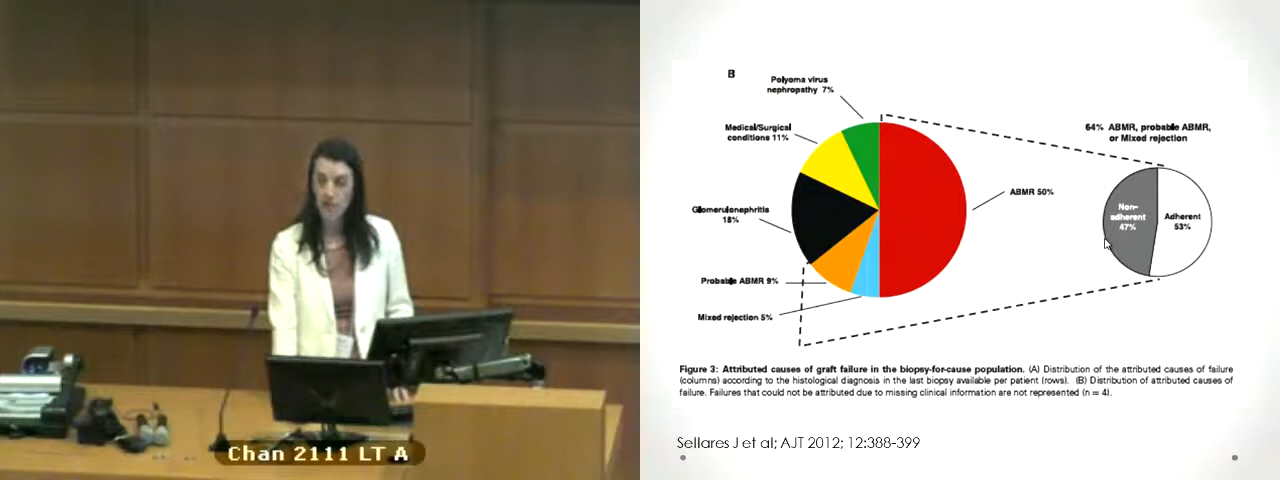 Chan 2111 LT A
B
Polyoma virus
nephropathy 7%
Medical/Surgical
conditions 11%
Glomerulonephritis
18%
Probable ABMR 9%
Mixed rejection 5%
ABMR 50%
64% ABMR, probable ABMR,
or Mixed rejection
Non-
adherent
47%
Adherent
53%
Figure 3: Attributed causes of graft failure in the biopsy-for-cause population. (A) Distribution of the attributed causes of failure
(columns) according to the histological diagnosis in the last biopsy available per patient (rows). (B) Distribution of attributed causes of
failure. Failures that could not be attributed due to missing clinical information are not represented (n = 4).
Sellares J et al; AJT 2012; 12:388-399